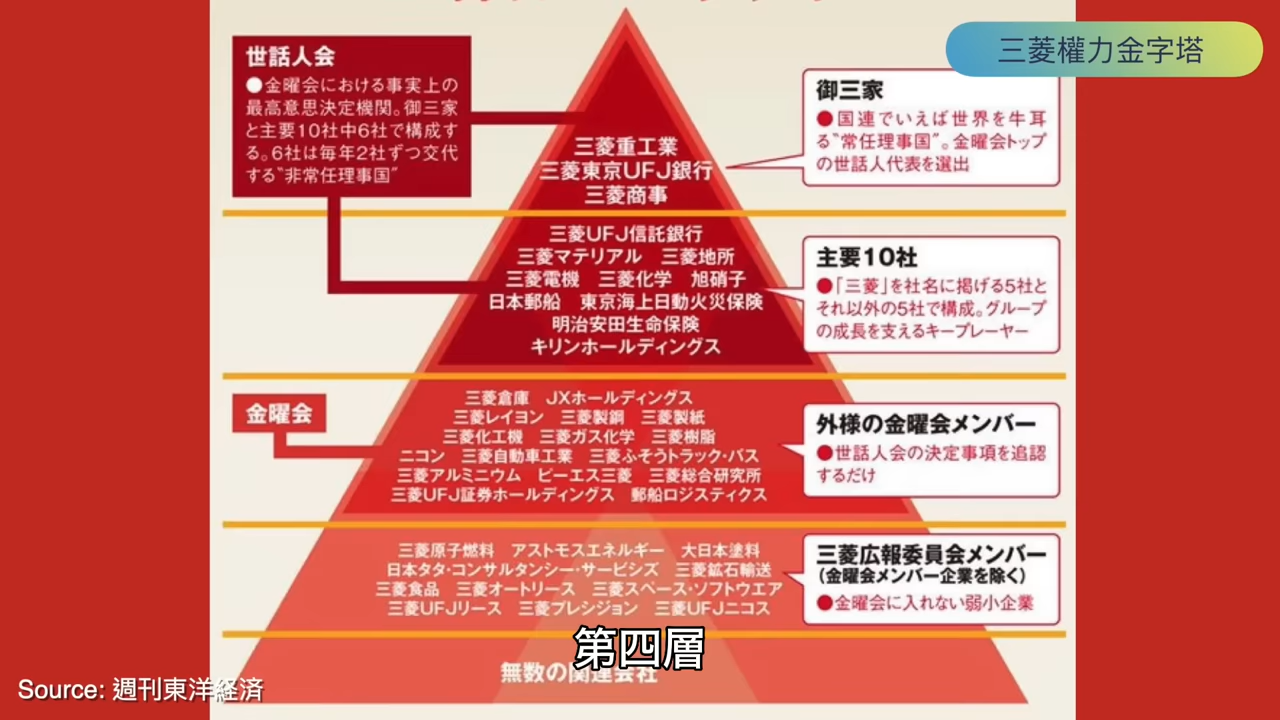 三菱權力金字塔
世話人会
●金曜会における事実上の
最高意思決定機関。御三家
と主要10社中6社で構成す
る。6社は毎年2社ずつ交代
する“非常任理事国”
御三家
●国連でいえば世界を牛耳
る“常任理事国”。金曜会トップ
の世話人代表を選出
三菱重工業
三菱東京UFJ銀行
三菱商事
三菱UFJ信託銀行
三菱マテリアル 三菱地所
三菱電機 三菱化学 旭硝子
日本郵船 東京海上日動火災保険
明治安田生命保険
キリンホールディングス
主要10社
●「三菱」を社名に掲げる5社と
それ以外の5社で構成。グループ
の成長を支えるキープレーヤー
金曜会
三菱倉庫 JXホールディングス
三菱レイヨン 三菱製鋼 三菱製紙
三菱化工機 三菱ガス化学 三菱樹脂
ニコン 三菱自動車工業 三菱ふそうトラック・バス
三菱アルミニウム ピーエス三菱 三菱総合研究所
三菱UFJ証券ホールディングス 郵船ロジスティクス
外様の金曜会メンバー
●世話人会の決定事項を追認
するだけ
三菱原子燃料 アストモスエネルギー 大日本塗料
日本タタ・コンサルタンシー・サービシズ 三菱鉱石輸送
三菱食品 三菱オートリース 三菱スペース・ソフトウエア
三菱UFJリース 三菱プレシジョン 三菱UFJニコス
三菱広報委員会メンバー
（金曜会メンバー企業を除く）
●金曜会に入れない弱小企業
第四層
無数の関連会社
Source: 週刊東洋経済